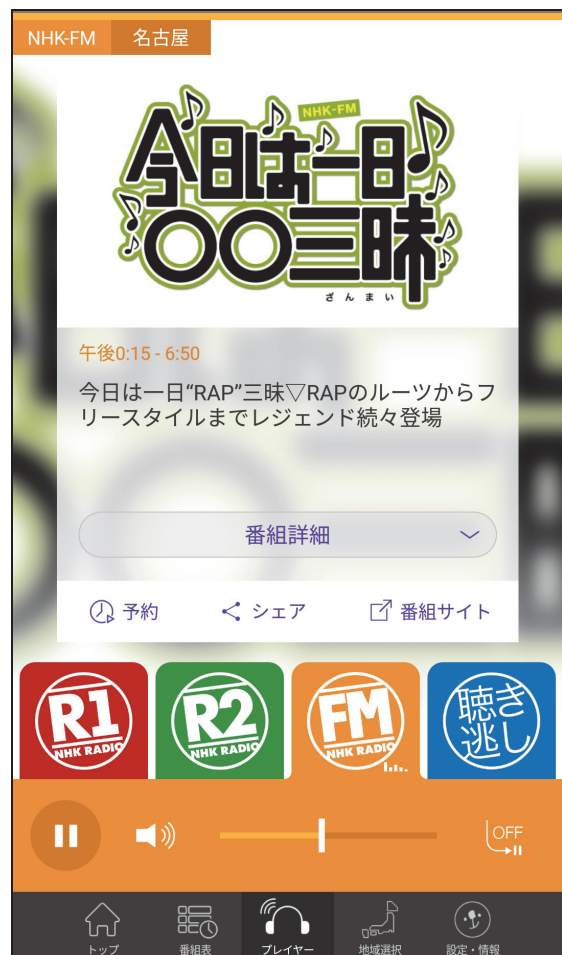 NHK-FM 名古屋
NHK-FM
今日は一日
〇〇三昧
ざんまい
午後0:15 - 6:50
今日は一日“RAP”三昧▽RAPのルーツからフ
リースタイルまでレジェンド続々登場
番組詳細
予約 シェア 番組サイト
R1
NHK RADIO
R2
NHK RADIO
FM
NHK RADIO
聴き
逃し
OFF
トップ 番組表 プレイヤー 地域選択 設定・情報